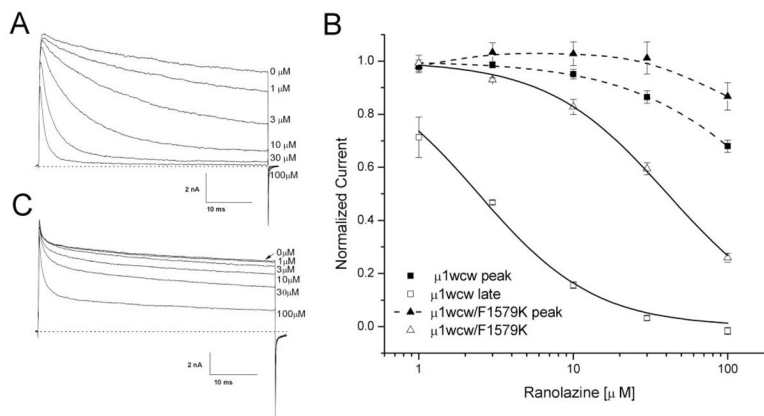 A
0 μM
1 μM
3 μM
10 μM
30 μM
100μM
2 nA
10 ms
C
0μM
1μM
3μM
10μM
30μM
100μM
2 nA
10 ms
B
Normalized Current
1.0
0.8
0.6
0.4
0.2
0.0
μ1wcw peak
μ1wcw late
μ1wcw/F1579K peak
μ1wcw/F1579K
1
10
100
Ranolazine [μ M]